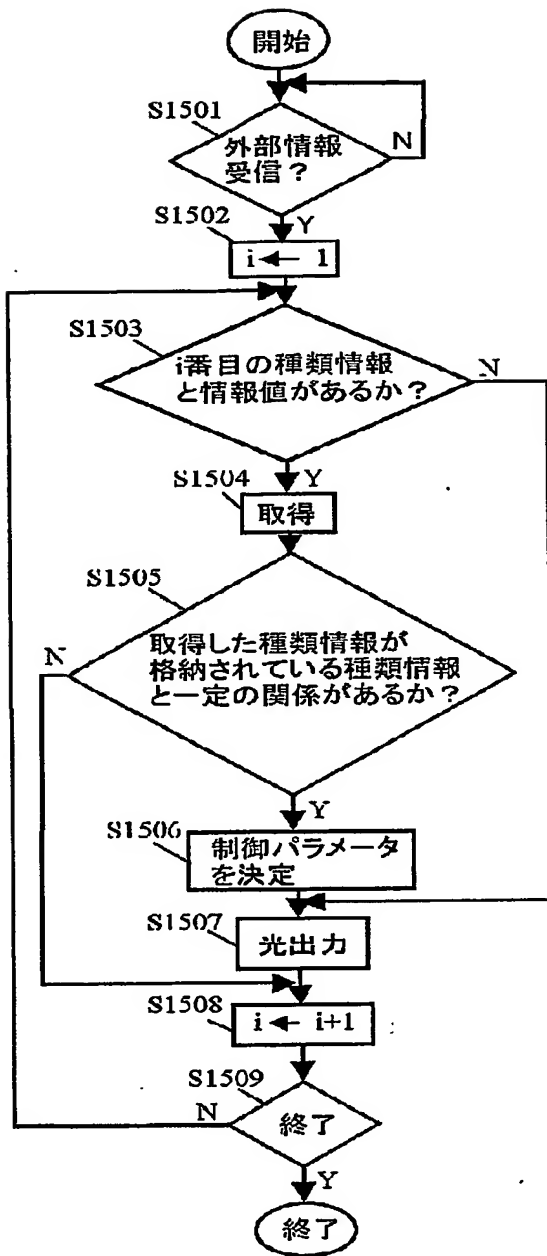 開始
S1501
外部情報
受信？
N
Y
S1502
i ← 1
S1503
i番目の種類情報
と情報値があるか？
N
Y
S1504
取得
S1505
取得した種類情報が
格納されている種類情報
と一定の関係があるか？
N
Y
S1506
制御パラメータ
を決定
S1507
光出力
S1508
i ← i+1
S1509
終了
N
Y
終了